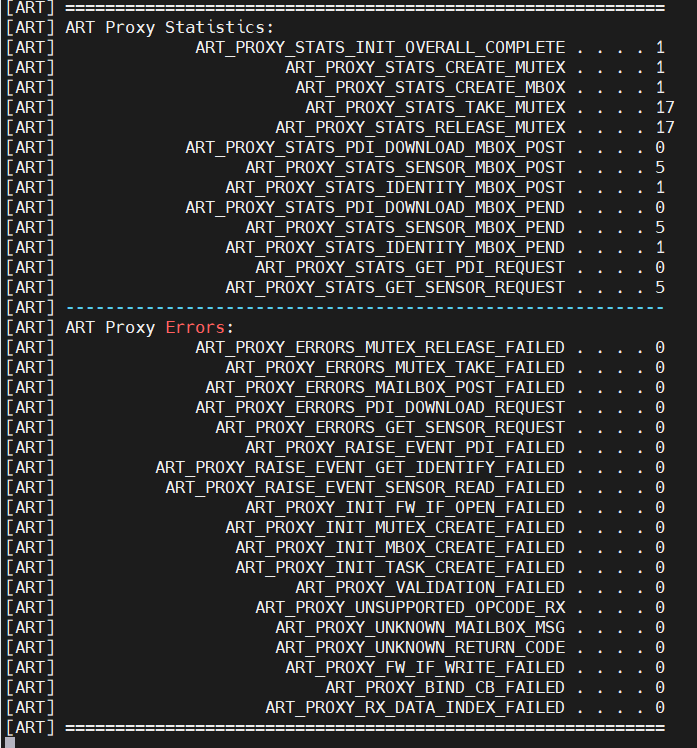 [ART] ============================================================
[ART] ART Proxy Statistics:
[ART]              ART_PROXY_STATS_INIT_OVERALL_COMPLETE . . . . 1
[ART]                       ART_PROXY_STATS_CREATE_MUTEX . . . . 1
[ART]                        ART_PROXY_STATS_CREATE_MBOX . . . . 1
[ART]                         ART_PROXY_STATS_TAKE_MUTEX . . . . 17
[ART]                      ART_PROXY_STATS_RELEASE_MUTEX . . . . 17
[ART]             ART_PROXY_STATS_PDI_DOWNLOAD_MBOX_POST . . . . 0
[ART]                   ART_PROXY_STATS_SENSOR_MBOX_POST . . . . 5
[ART]                 ART_PROXY_STATS_IDENTITY_MBOX_POST . . . . 1
[ART]             ART_PROXY_STATS_PDI_DOWNLOAD_MBOX_PEND . . . . 0
[ART]                   ART_PROXY_STATS_SENSOR_MBOX_PEND . . . . 5
[ART]                 ART_PROXY_STATS_IDENTITY_MBOX_PEND . . . . 1
[ART]                    ART_PROXY_STATS_GET_PDI_REQUEST . . . . 0
[ART]                 ART_PROXY_STATS_GET_SENSOR_REQUEST . . . . 5
[ART] ------------------------------------------------------------
[ART] ART Proxy Errors:
[ART]              ART_PROXY_ERRORS_MUTEX_RELEASE_FAILED . . . . 0
[ART]                 ART_PROXY_ERRORS_MUTEX_TAKE_FAILED . . . . 0
[ART]               ART_PROXY_ERRORS_MAILBOX_POST_FAILED . . . . 0
[ART]              ART_PROXY_ERRORS_PDI_DOWNLOAD_REQUEST . . . . 0
[ART]                ART_PROXY_ERRORS_GET_SENSOR_REQUEST . . . . 0
[ART]                   ART_PROXY_RAISE_EVENT_PDI_FAILED . . . . 0
[ART]          ART_PROXY_RAISE_EVENT_GET_IDENTIFY_FAILED . . . . 0
[ART]           ART_PROXY_RAISE_EVENT_SENSOR_READ_FAILED . . . . 0
[ART]                   ART_PROXY_INIT_FW_IF_OPEN_FAILED . . . . 0
[ART]                 ART_PROXY_INIT_MUTEX_CREATE_FAILED . . . . 0
[ART]                  ART_PROXY_INIT_MBOX_CREATE_FAILED . . . . 0
[ART]                  ART_PROXY_INIT_TASK_CREATE_FAILED . . . . 0
[ART]                        ART_PROXY_VALIDATION_FAILED . . . . 0
[ART]                    ART_PROXY_UNSUPPORTED_OPCODE_RX . . . . 0
[ART]                      ART_PROXY_UNKNOWN_MAILBOX_MSG . . . . 0
[ART]                      ART_PROXY_UNKNOWN_RETURN_CODE . . . . 0
[ART]                       ART_PROXY_FW_IF_WRITE_FAILED . . . . 0
[ART]                           ART_PROXY_BIND_CB_FAILED . . . . 0
[ART]                     ART_PROXY_RX_DATA_INDEX_FAILED . . . . 0
[ART] ============================================================